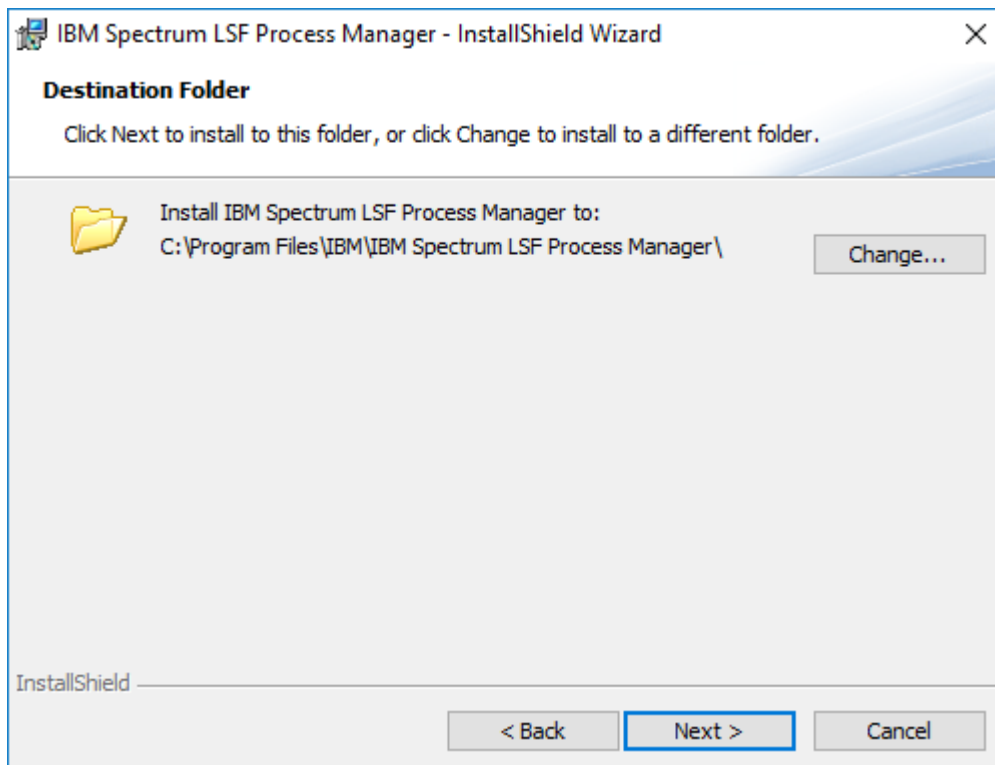 IBM Spectrum LSF Process Manager - InstallShield Wizard
Destination Folder
Click Next to install to this folder, or click Change to install to a different folder.
Install IBM Spectrum LSF Process Manager to:
C:\Program Files\IBM\IBM Spectrum LSF Process Manager\
Change...
InstallShield
< Back
Next >
Cancel